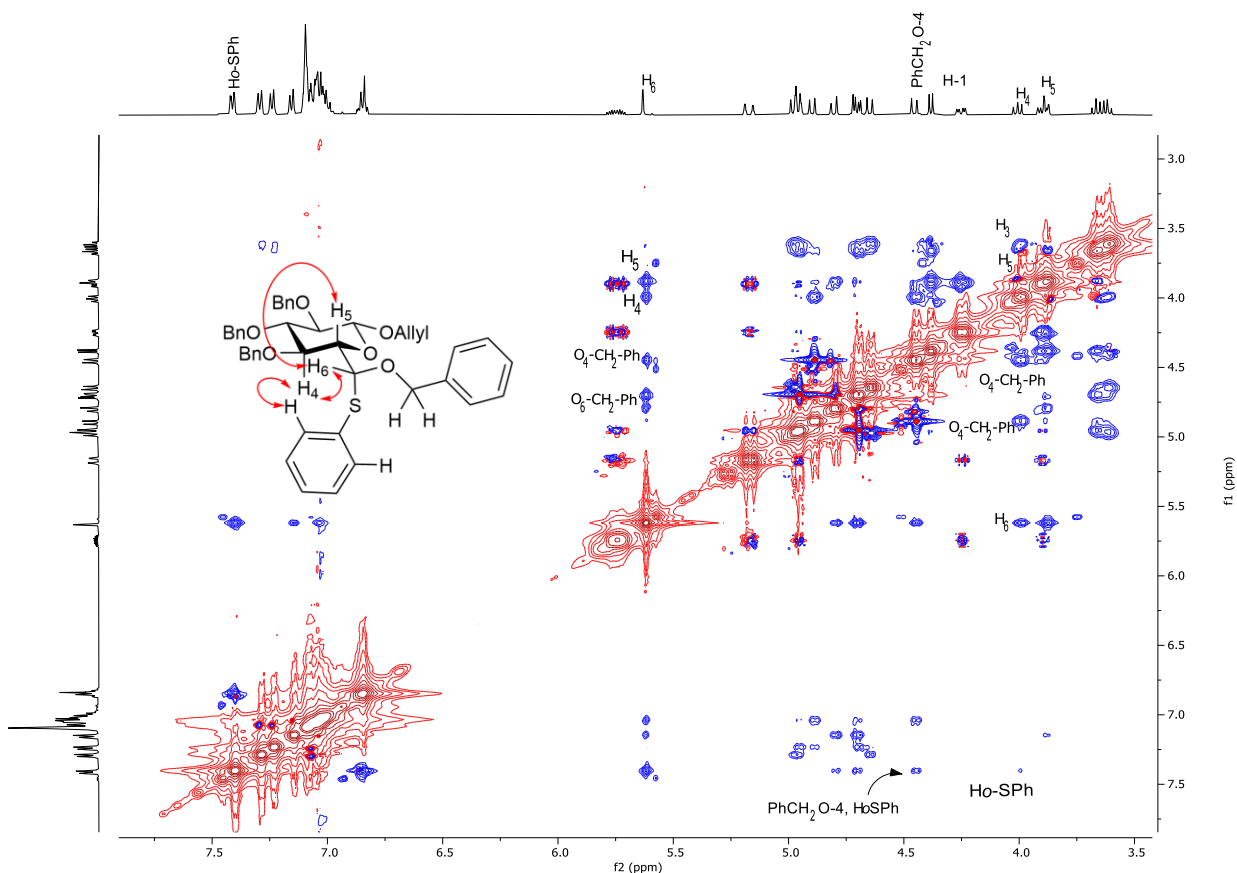 Ho-SPh
H6
PhCH2O-4
H-1
H4
H5
3.0
3.5
4.0
4.5
5.0
5.5
6.0
6.5
7.0
7.5
f1 (ppm)
H3
H5
H5
H4
O4-CH2-Ph
O6-CH2-Ph
O4-CH2-Ph
O4-CH2-Ph
H6
BnO
H5
BnO
OAllyl
BnO
O
H6
O
H4
H
S
H
H
H
PhCH2O-4, HoSPh
Ho-SPh
7.5
7.0
6.5
6.0
5.5
5.0
4.5
4.0
3.5
f2 (ppm)